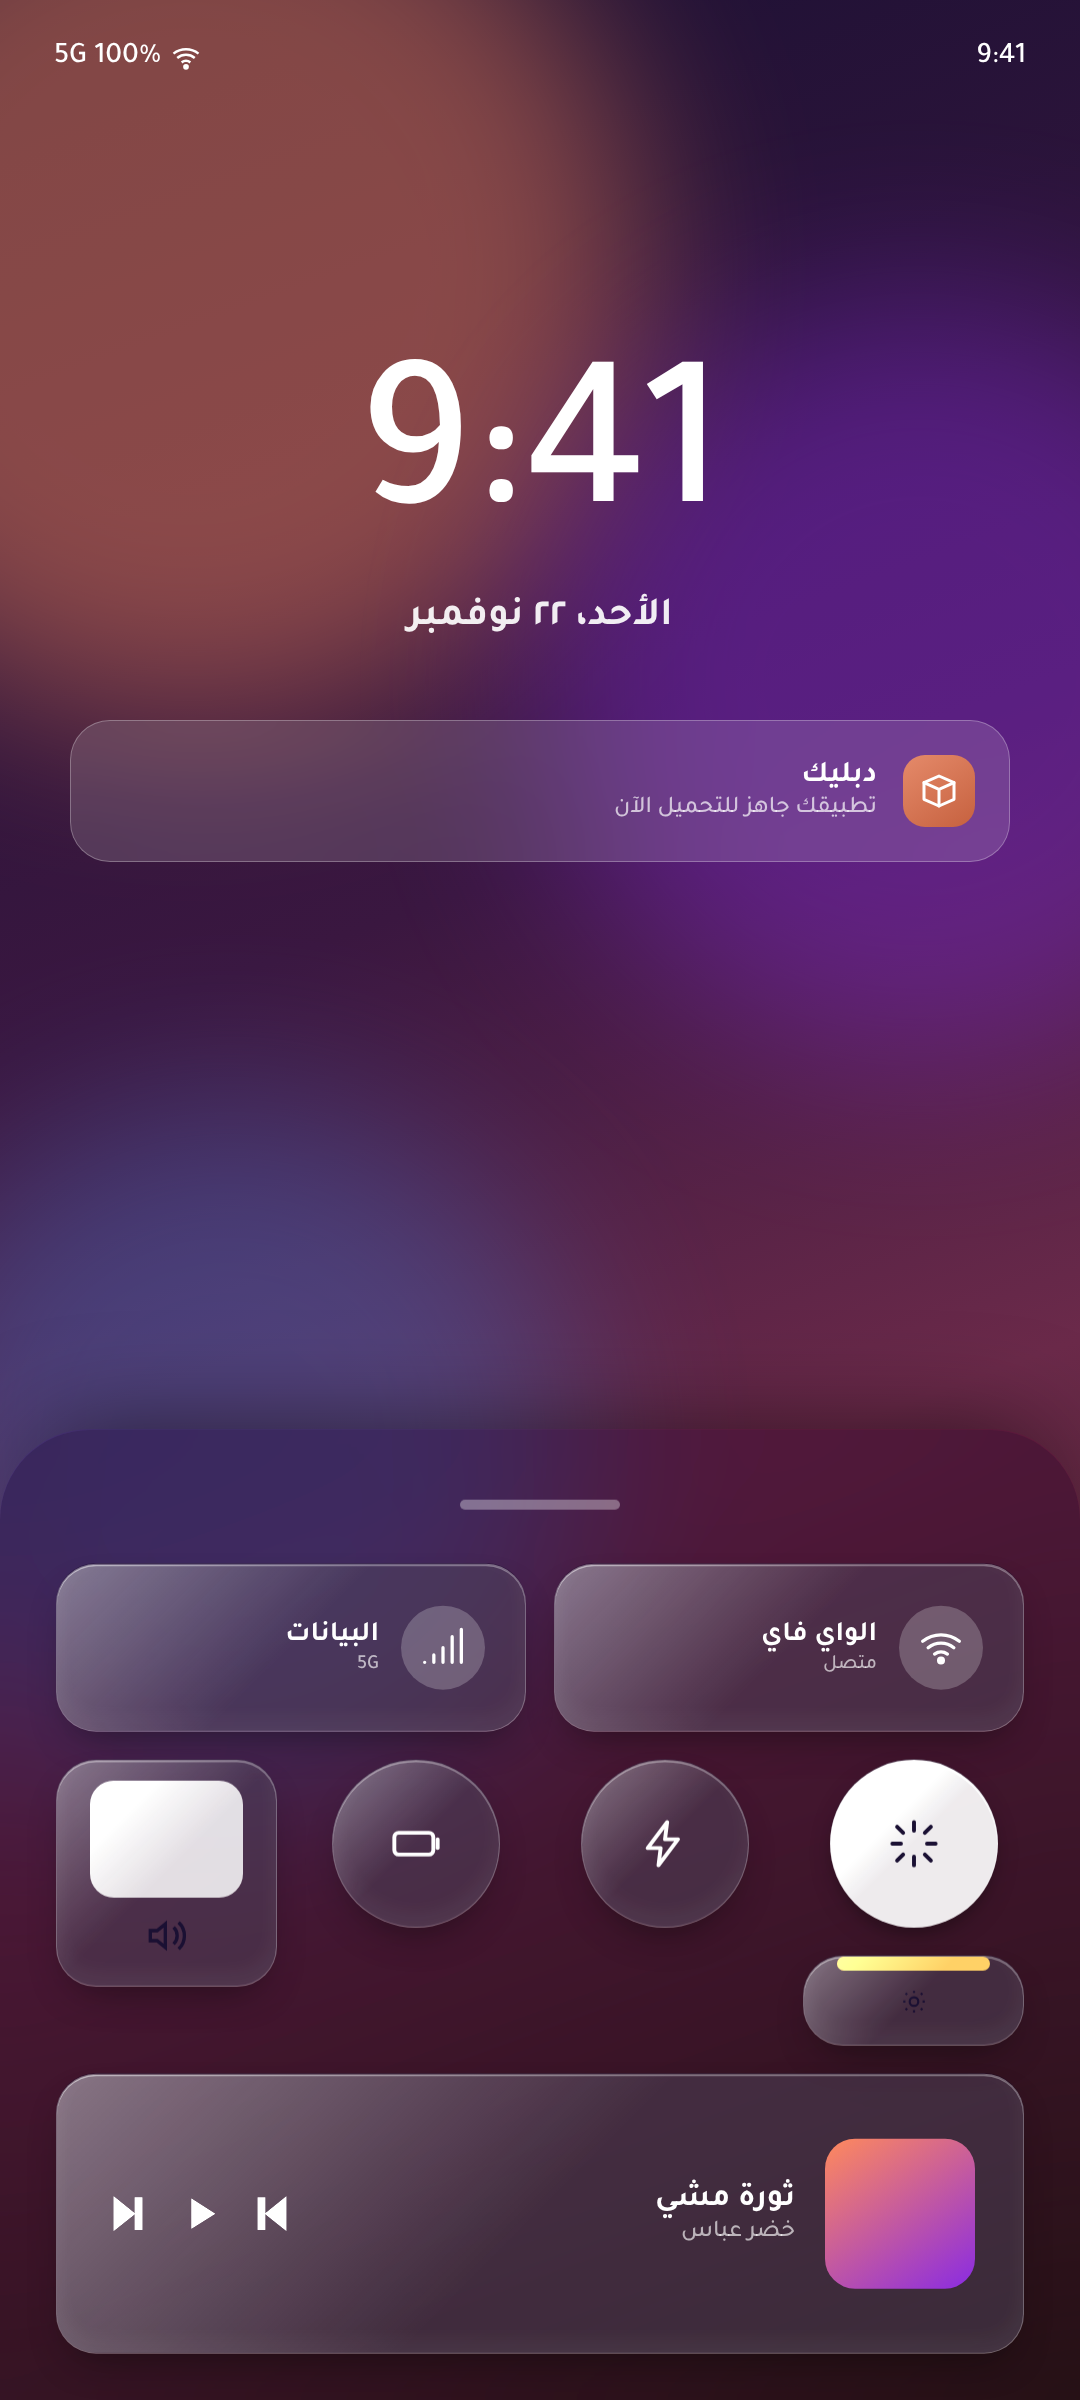 9:41
5G 100%
9:41
الأحد، ٢٢ نوفمبر
دبليك
تطبيقك جاهز للتحميل الآن
الواي فاي
متصل
البيانات
5G
ثورة مشي
خضر عباس